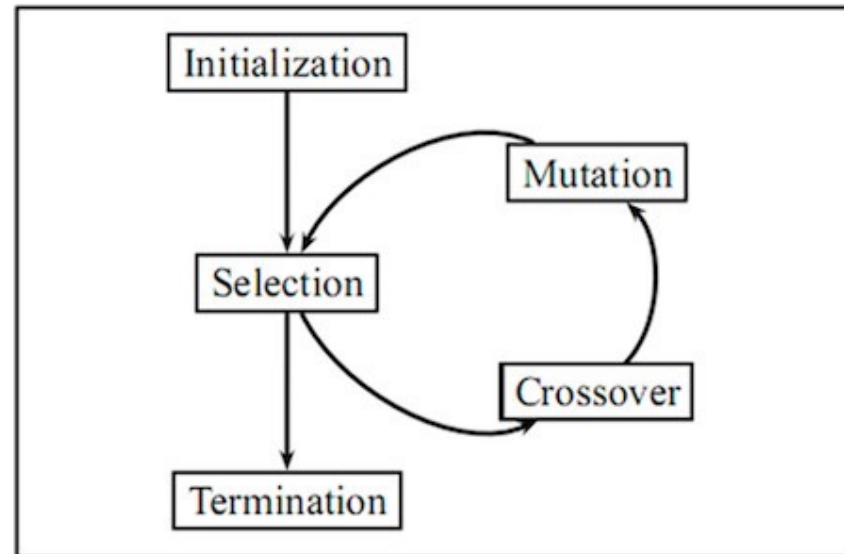 Initialization
Mutation
Selection
Crossover
Termination